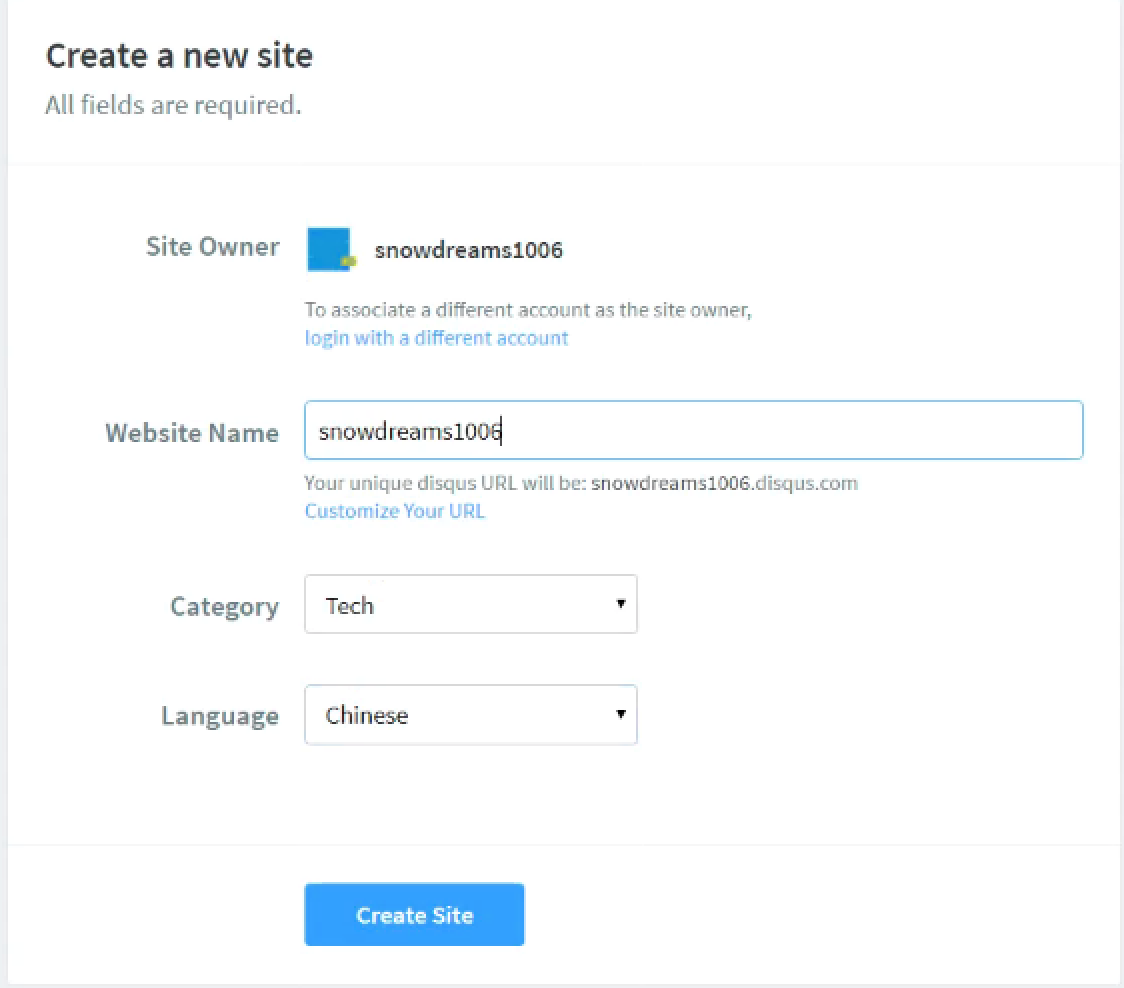 Create a new site
All fields are required.
Site Owner
snowdreams1006
To associate a different account as the site owner,
login with a different account
Website Name
snowdreams1006
Your unique disqus URL will be: snowdreams1006.disqus.com
Customize Your URL
Category
Tech
Language
Chinese
Create Site